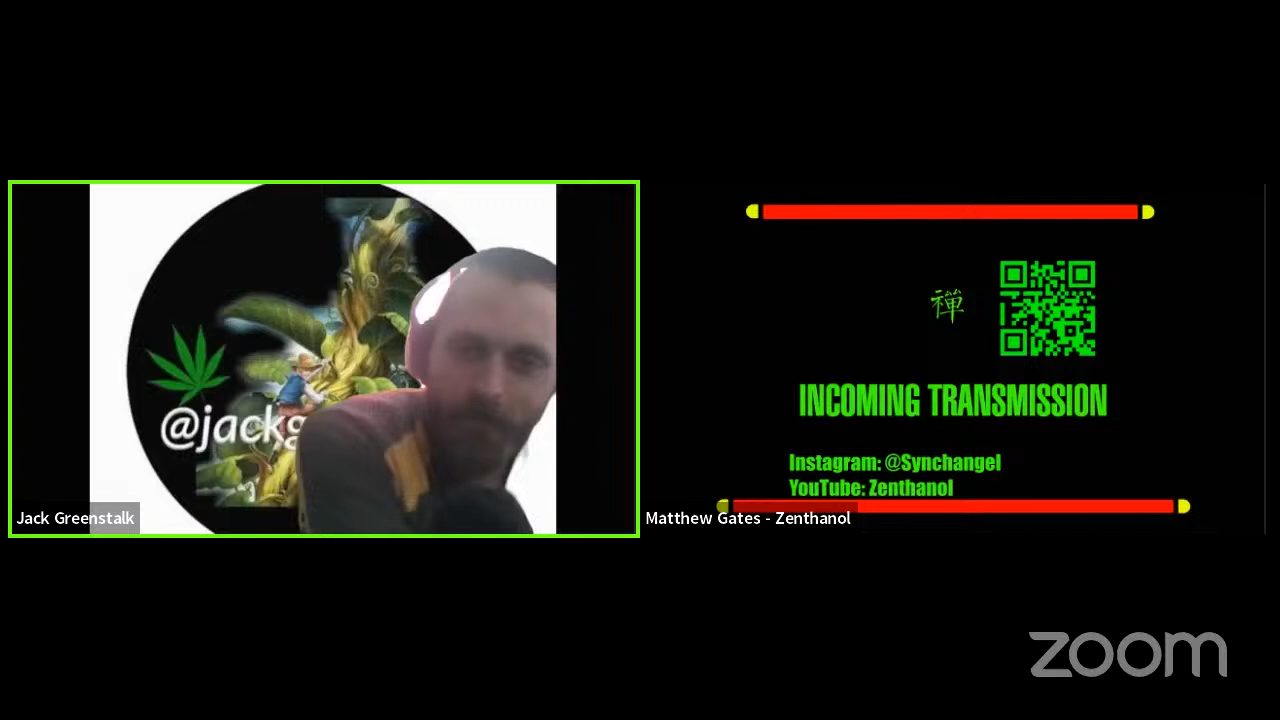 @jackg
Jack Greenstalk
禪
INCOMING TRANSMISSION
Instagram: @Synchangel
YouTube: Zenthanol
Matthew Gates - Zenthanol
zoom